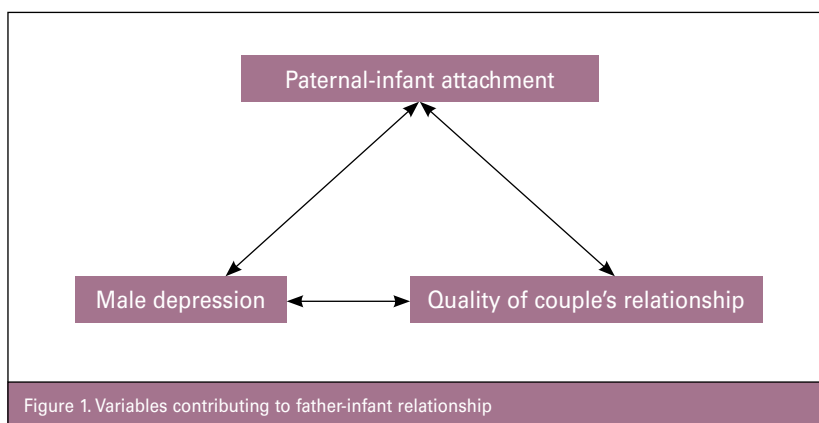 Paternal-infant attachment
Male depression
Quality of couple's relationship
Figure 1. Variables contributing to father-infant relationship